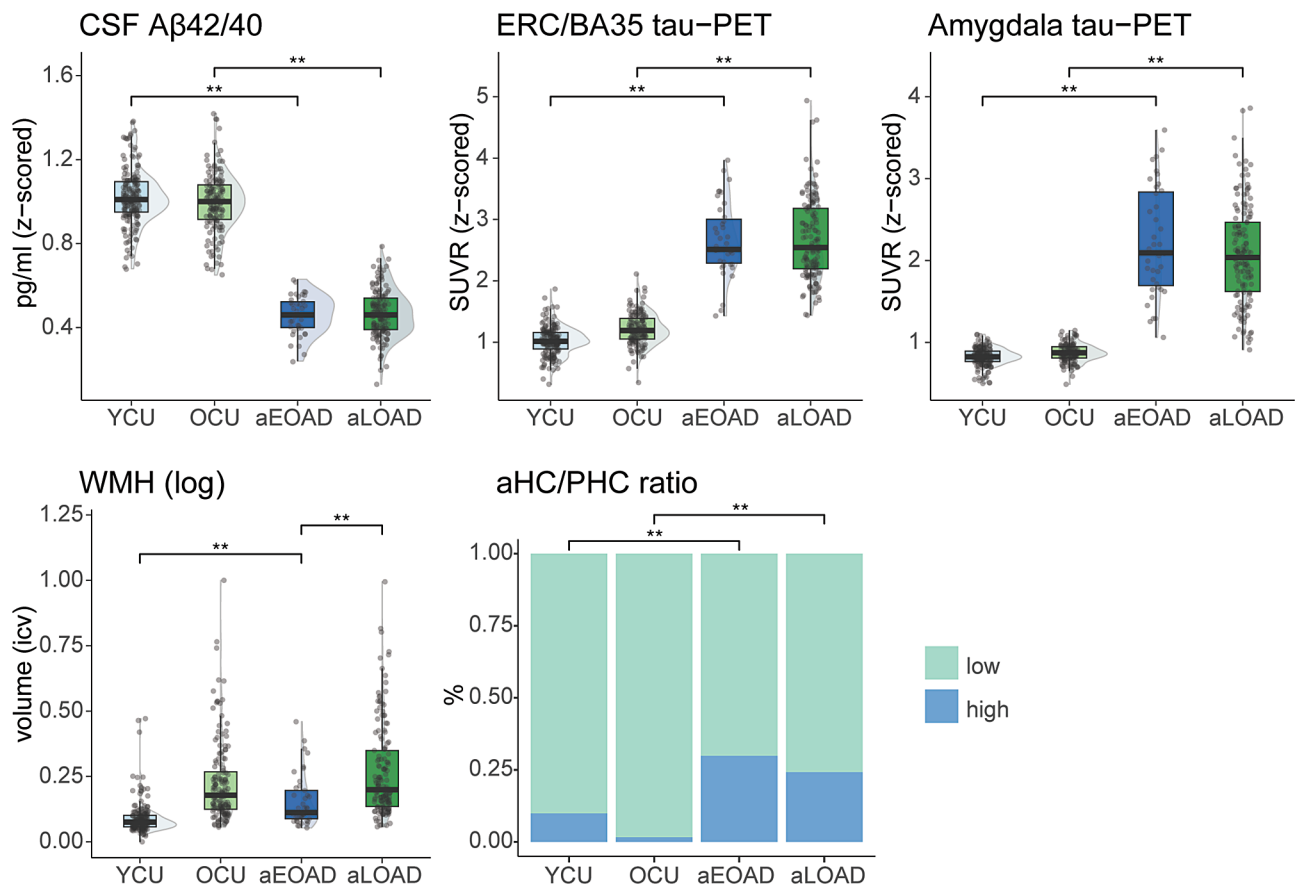 CSF Aβ42/40
pg/ml (z−scored)
1.6
1.2
0.8
0.4
**
**
YCU OCU aEOAD aLOAD
ERC/BA35 tau−PET
SUVR (z−scored)
5
4
3
2
1
**
**
YCU OCU aEOAD aLOAD
Amygdala tau−PET
SUVR (z−scored)
4
3
2
1
**
**
YCU OCU aEOAD aLOAD
WMH (log)
volume (icv)
1.25
1.00
0.75
0.50
0.25
0.00
**
**
YCU OCU aEOAD aLOAD
aHC/PHC ratio
%
1.00
0.75
0.50
0.25
0.00
**
**
YCU OCU aEOAD aLOAD
low
high